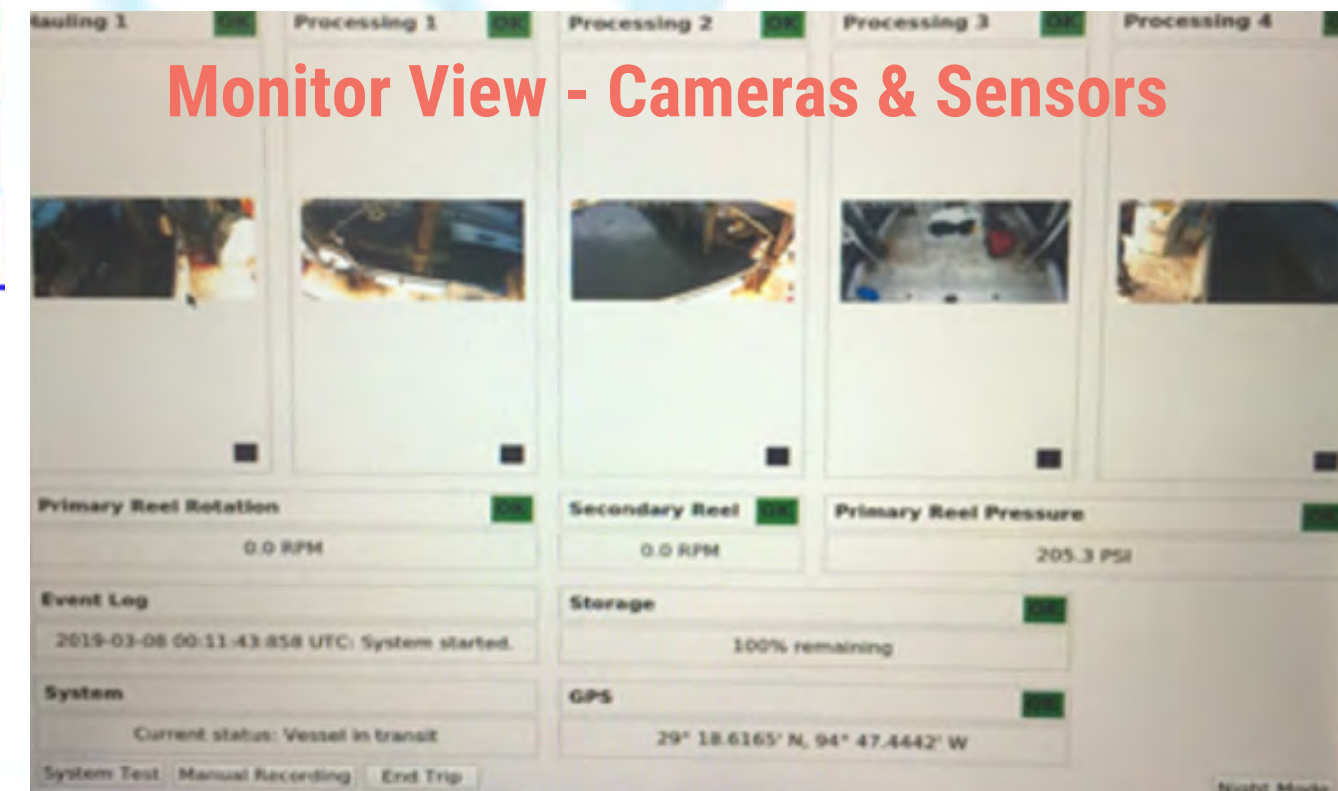 Hauling 1 OK Processing 1 OK Processing 2 OK Processing 3 OK Processing 4
Monitor View - Cameras & Sensors
Primary Reel Rotation OK Secondary Reel OK Primary Reel Pressure OK
0.0 RPM 0.0 RPM 205.3 PSI
Event Log Storage OK
2019-03-08 00:11:43.858 UTC: System started. 100% remaining
System GPS OK
Current status: Vessel in transit 29° 18.6165' N, 94° 47.4442' W
System Test Manual Recording End Trip Night Mode